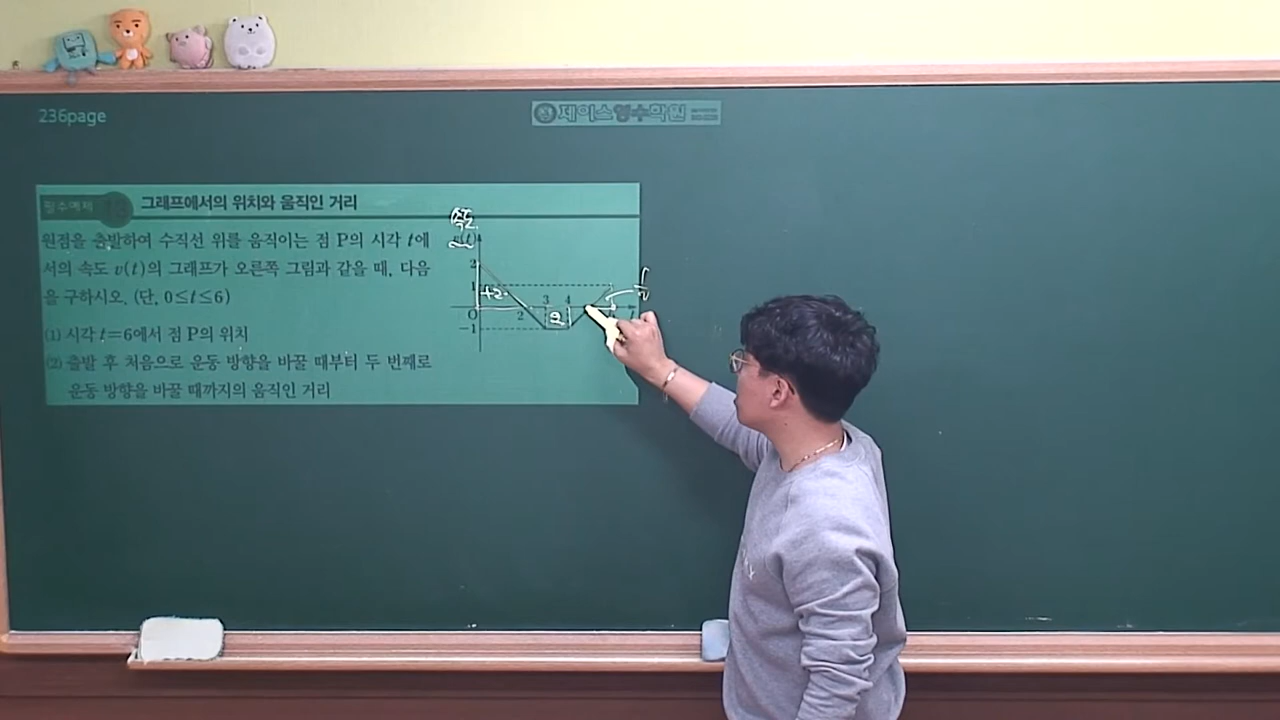 236page
제이스영수학원
필수예제
그래프에서의 위치와 움직인 거리
원점을 출발하여 수직선 위를 움직이는 점 P의 시각 t에
서의 속도 v(t)의 그래프가 오른쪽 그림과 같을 때, 다음
을 구하시오. (단, 0≤t≤6)
(1) 시각 t=6에서 점 P의 위치
(2) 출발 후 처음으로 운동 방향을 바꿀 때부터 두 번째로
운동 방향을 바꿀 때까지의 움직인 거리
속도
v(t)
2
1
+2
3 4
O
2
2
t
-1
1/2